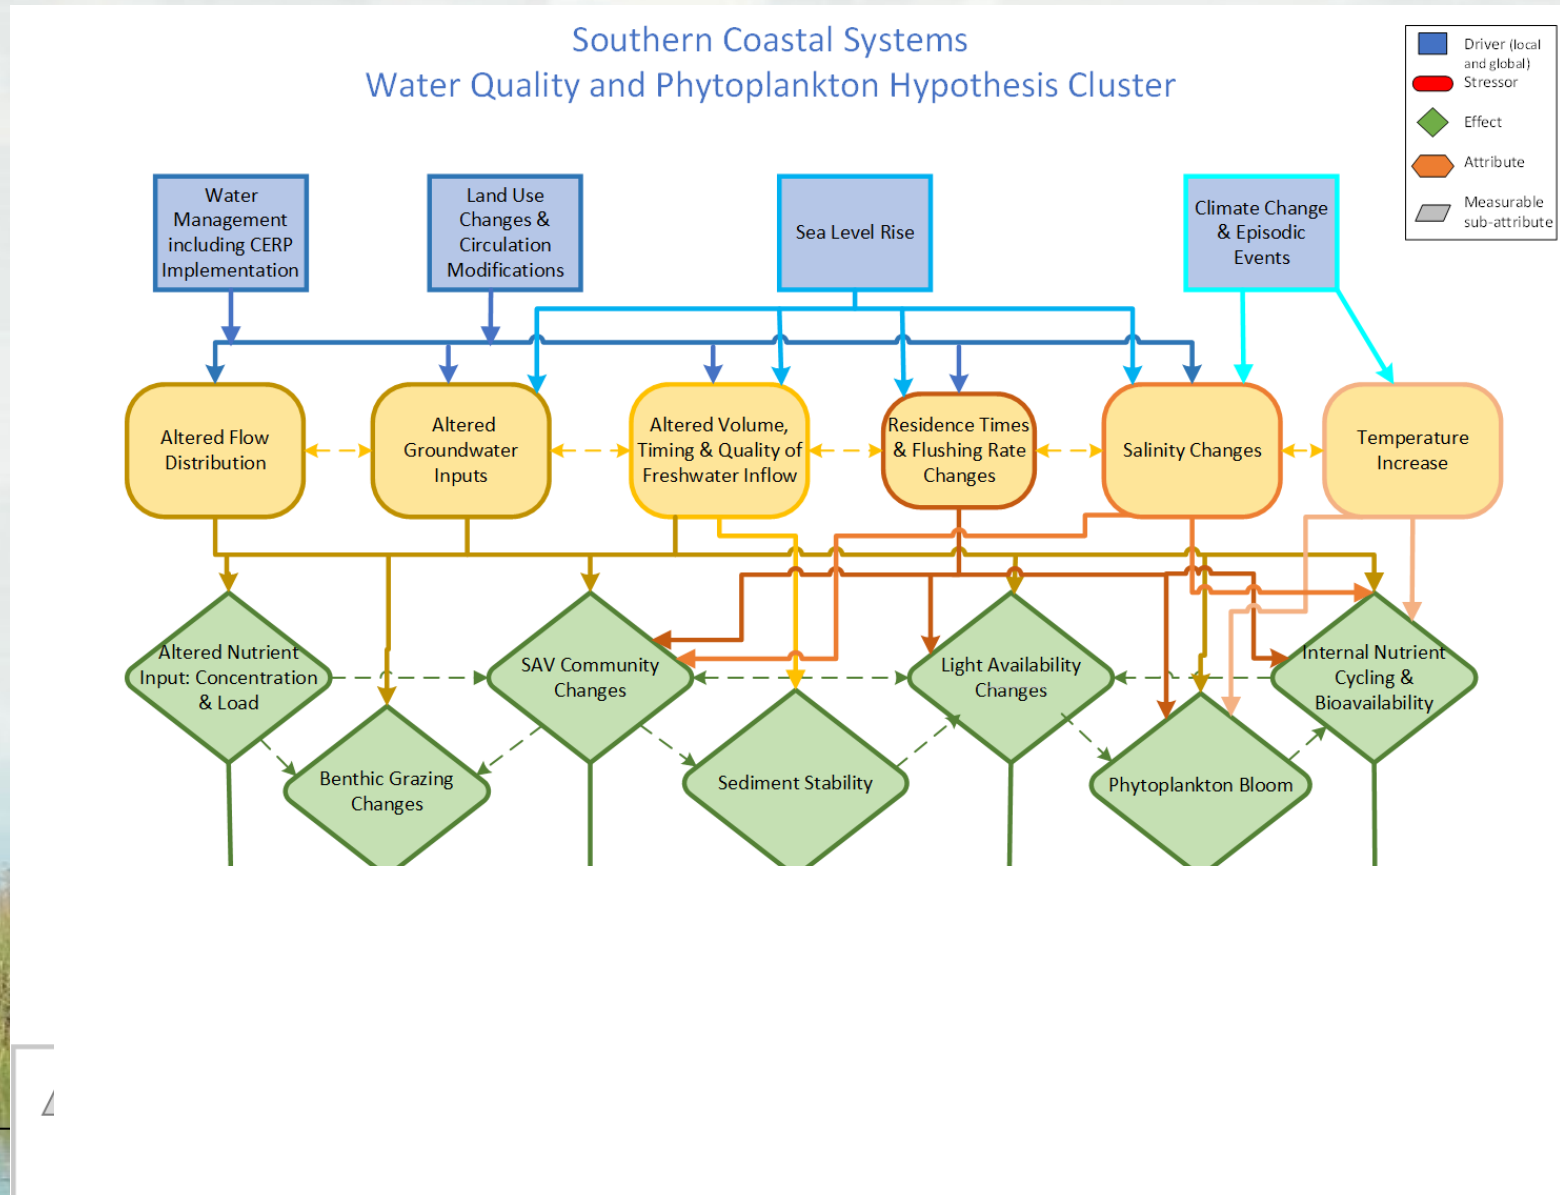 Southern Coastal Systems
Water Quality and Phytoplankton Hypothesis Cluster
Driver (local
and global)
Stressor
Effect
Attribute
Measurable
sub-attribute
Water
Management
including CERP
Implementation
Land Use
Changes &
Circulation
Modifications
Sea Level Rise
Climate Change
& Episodic
Events
Altered Flow
Distribution
Altered
Groundwater
Inputs
Altered Volume,
Timing & Quality of
Freshwater Inflow
Residence Times
& Flushing Rate
Changes
Salinity Changes
Temperature
Increase
Altered Nutrient
Input: Concentration
& Load
SAV Community
Changes
Light Availability
Changes
Internal Nutrient
Cycling &
Bioavailability
Benthic Grazing
Changes
Sediment Stability
Phytoplankton Bloom